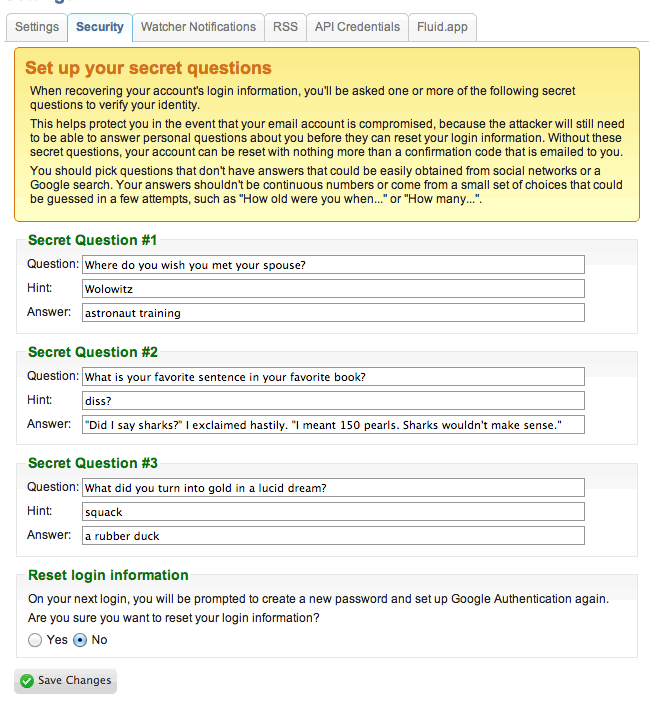 Settings Security Watcher Notifications RSS API Credentials Fluid.app
Set up your secret questions
When recovering your account's login information, you'll be asked one or more of the following secret
questions to verify your identity.
This helps protect you in the event that your email account is compromised, because the attacker will still need
to be able to answer personal questions about you before they can reset your login information. Without these
secret questions, your account can be reset with nothing more than a confirmation code that is emailed to you.
You should pick questions that don't have answers that could be easily obtained from social networks or a
Google search. Your answers shouldn't be continuous numbers or come from a small set of choices that could
be guessed in a few attempts, such as "How old were you when..." or "How many...".
Secret Question #1
Question: Where do you wish you met your spouse?
Hint: Wolowitz
Answer: astronaut training
Secret Question #2
Question: What is your favorite sentence in your favorite book?
Hint: diss?
Answer: "Did I say sharks?" I exclaimed hastily. "I meant 150 pearls. Sharks wouldn't make sense."
Secret Question #3
Question: What did you turn into gold in a lucid dream?
Hint: squack
Answer: a rubber duck
Reset login information
On your next login, you will be prompted to create a new password and set up Google Authentication again.
Are you sure you want to reset your login information?
Yes No
Save Changes